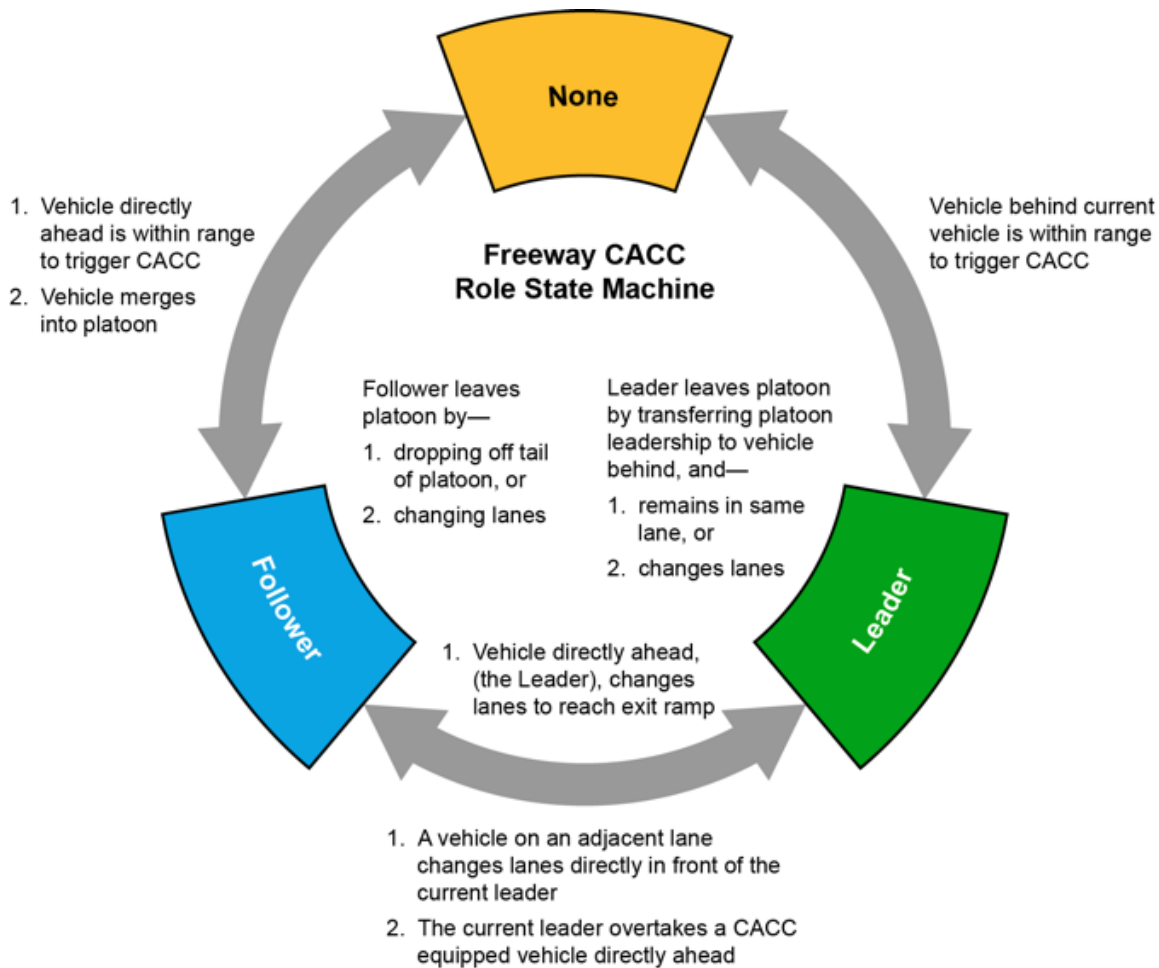 None
1. Vehicle directly
ahead is within range
to trigger CACC
2. Vehicle merges
into platoon
Freeway CACC
Role State Machine
Vehicle behind current
vehicle is within range
to trigger CACC
Follower leaves
platoon by—
1. dropping off tail
of platoon, or
2. changing lanes
Leader leaves platoon
by transferring platoon
leadership to vehicle
behind, and—
1. remains in same
lane, or
2. changes lanes
Follower
Leader
1. Vehicle directly ahead,
(the Leader), changes
lanes to reach exit ramp
1. A vehicle on an adjacent lane
changes lanes directly in front of the
current leader
2. The current leader overtakes a CACC
equipped vehicle directly ahead